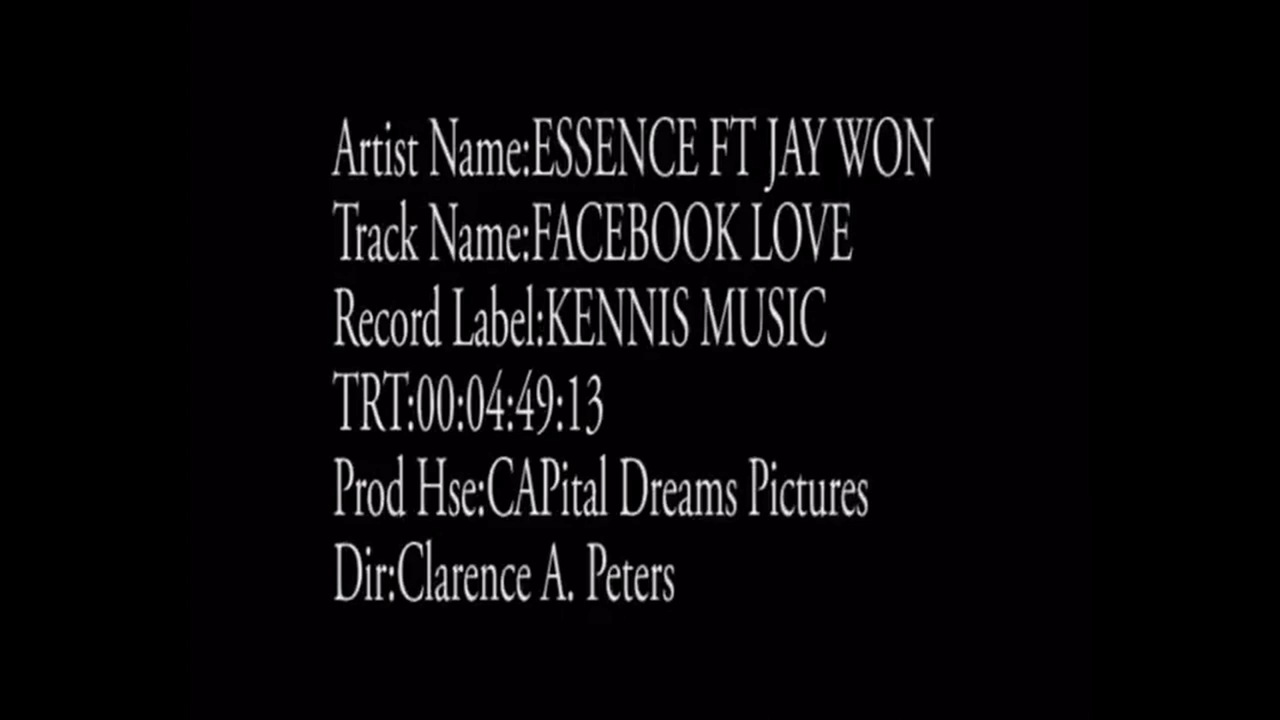 Artist Name:ESSENCE FT JAY WON
Track Name:FACEBOOK LOVE
Record Label:KENNIS MUSIC
TRT:00:04:49:13
Prod Hse:CAPital Dreams Pictures
Dir:Clarence A. Peters